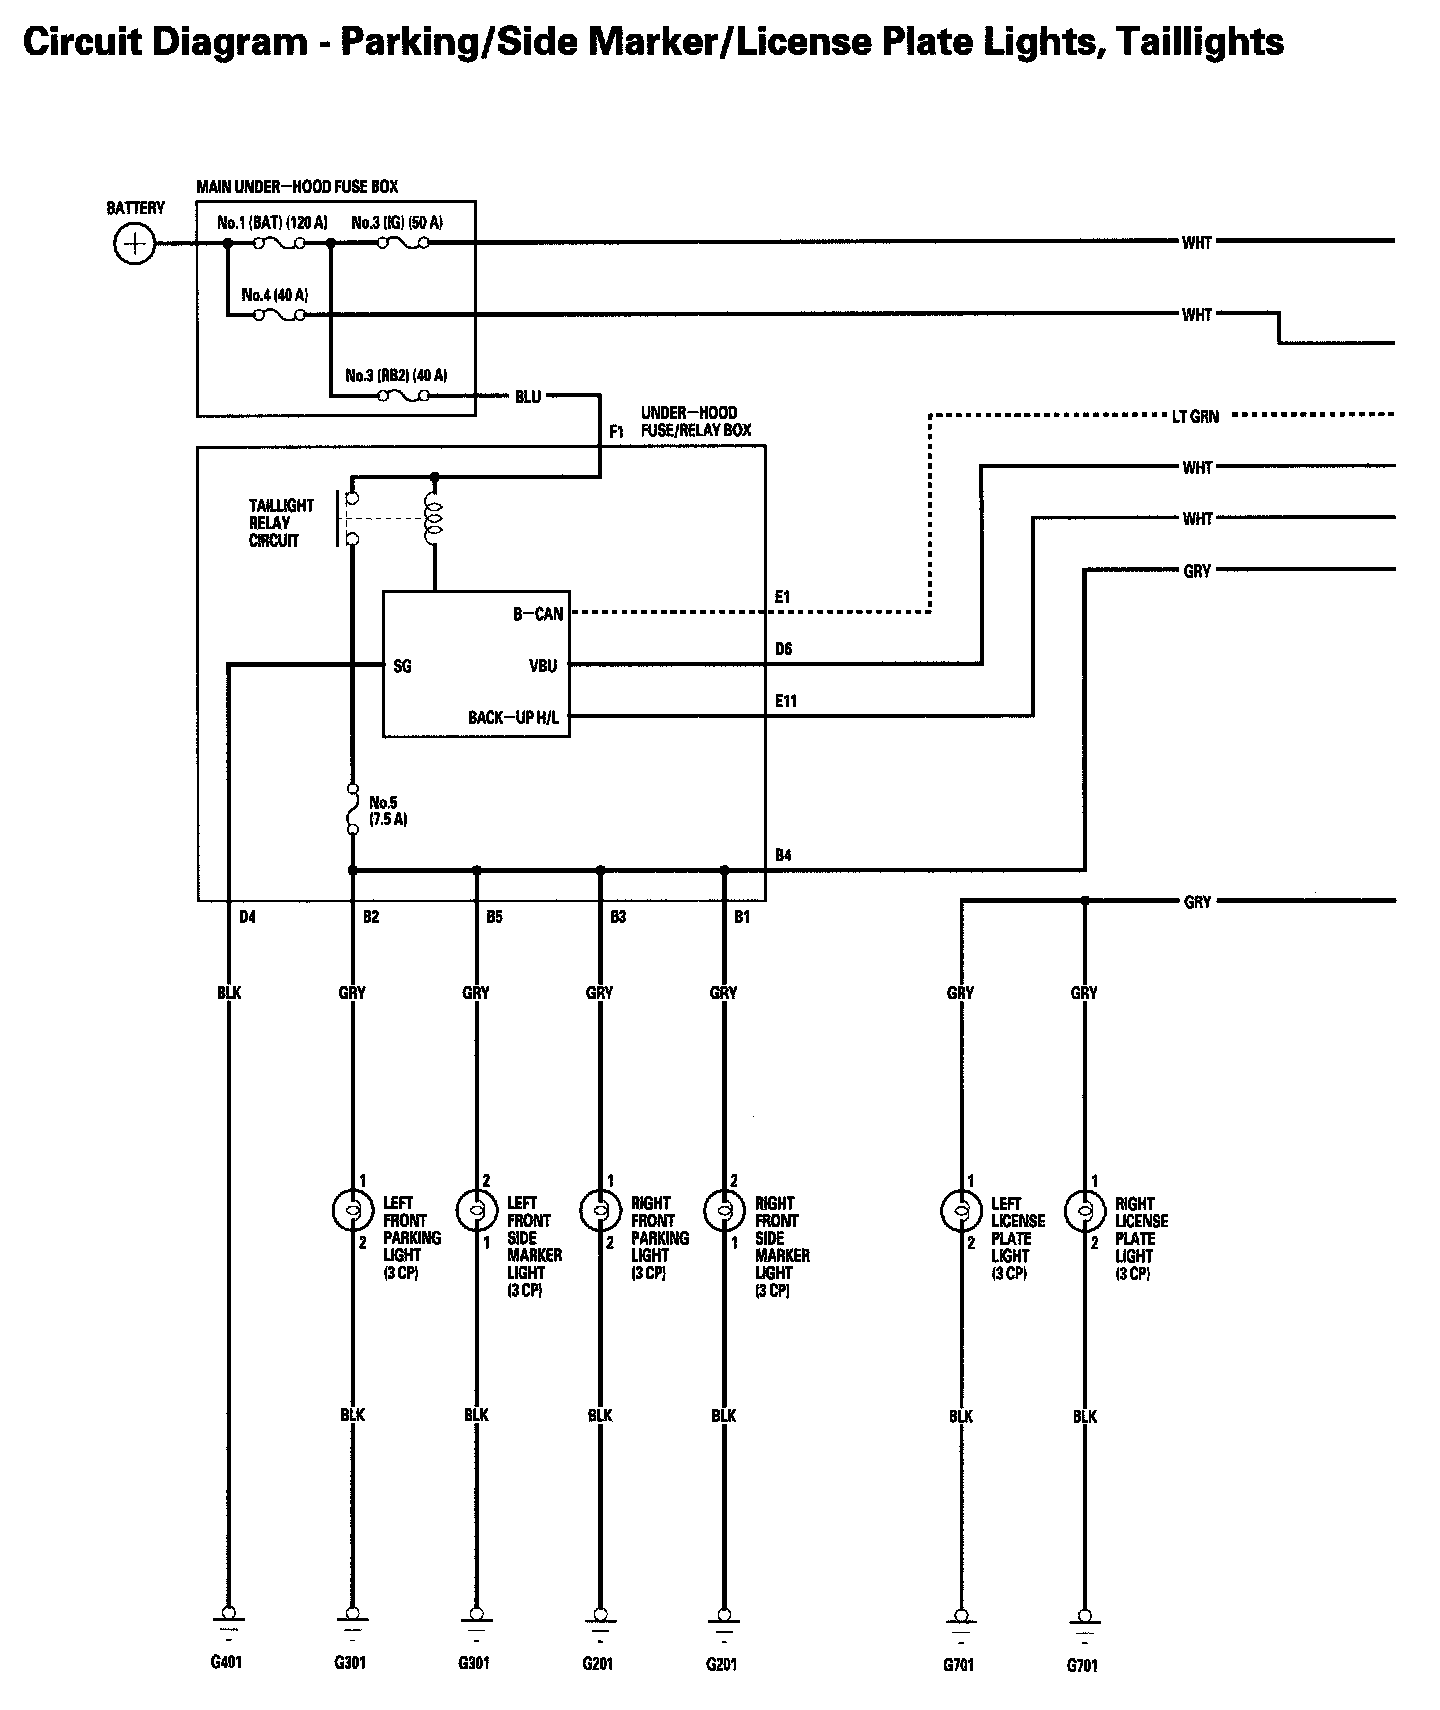 Circuit Diagram - Parking/Side Marker/License Plate Lights, Taillights
MAIN UNDER-HOOD FUSE BOX
BATTERY
No.1 (BAT) (120 A)
No.3 (IG) (50 A)
WHT
No.4 (40 A)
WHT
No.3 (RB2) (40 A)
BLU
F1
UNDER-HOOD
FUSE/RELAY BOX
LT GRN
WHT
TAILLIGHT
RELAY
CIRCUIT
WHT
GRY
B-CAN
E1
SG
VBU
D6
BACK-UP H/L
E11
No.5
(7.5 A)
B4
D4
B2
B5
B3
B1
GRY
BLK
GRY
GRY
GRY
GRY
GRY
GRY
1
2
1
2
1
1
LEFT
FRONT
PARKING
LIGHT
(3 CP)
LEFT
FRONT
SIDE
MARKER
LIGHT
(3 CP)
RIGHT
FRONT
PARKING
LIGHT
(3 CP)
RIGHT
FRONT
SIDE
MARKER
LIGHT
(3 CP)
LEFT
LICENSE
PLATE
LIGHT
(3 CP)
RIGHT
LICENSE
PLATE
LIGHT
(3 CP)
2
1
2
1
2
2
BLK
BLK
BLK
BLK
BLK
BLK
G401
G301
G301
G201
G201
G701
G701